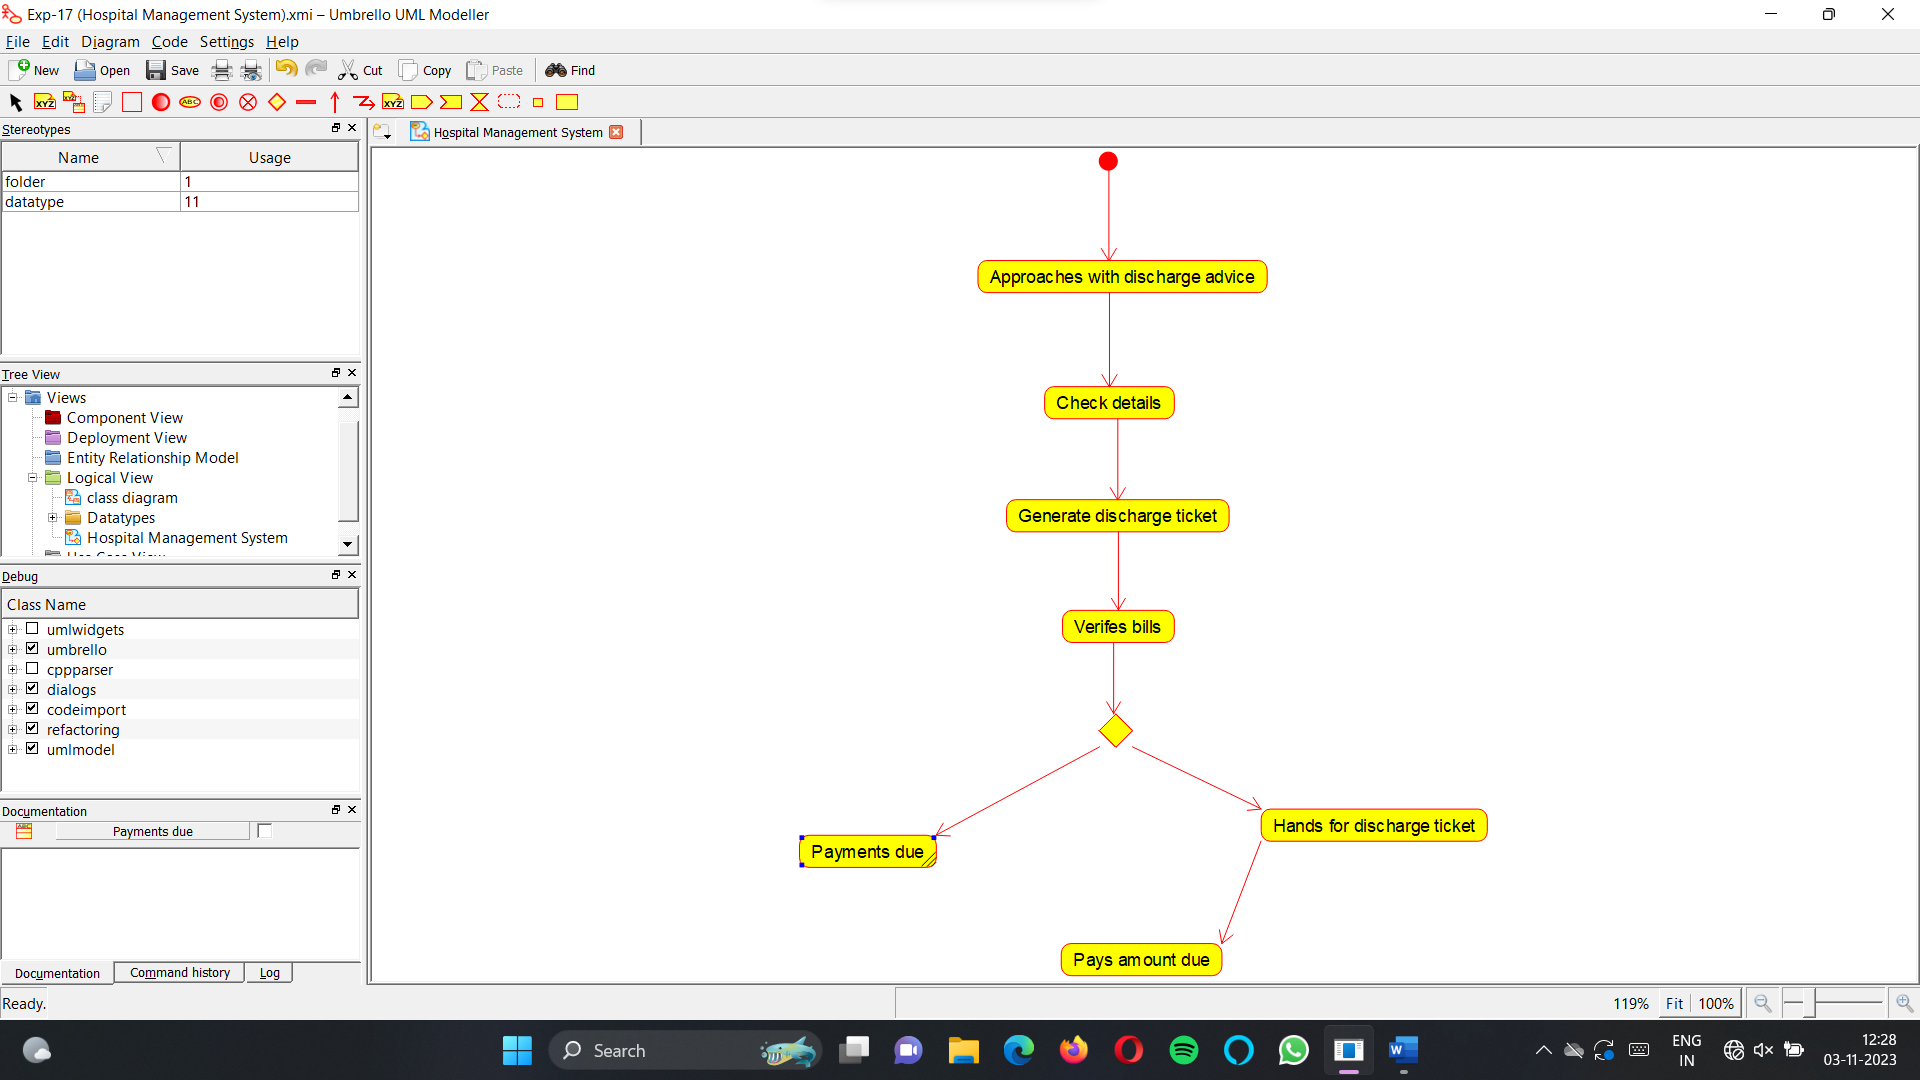 Exp-17 (Hospital Management System).xmi – Umbrello UML Modeller
File Edit Diagram Code Settings Help
New Open Save Cut Copy Paste Find
XYZ XYZ ABC XYZ
Stereotypes
Hospital Management System
Name Usage
folder 1
datatype 11
Tree View
Views
Component View
Deployment View
Entity Relationship Model
Logical View
class diagram
Datatypes
Hospital Management System
Debug
Class Name
umlwidgets
umbrello
cppparser
dialogs
codeimport
refactoring
umlmodel
Documentation
ABC
Payments due
Documentation Command history Log
Approaches with discharge advice
Check details
Generate discharge ticket
Verifes bills
Payments due
Hands for discharge ticket
Pays amount due
Ready.
119% Fit 100%
Search
W
ENG
IN
12:28
03-11-2023